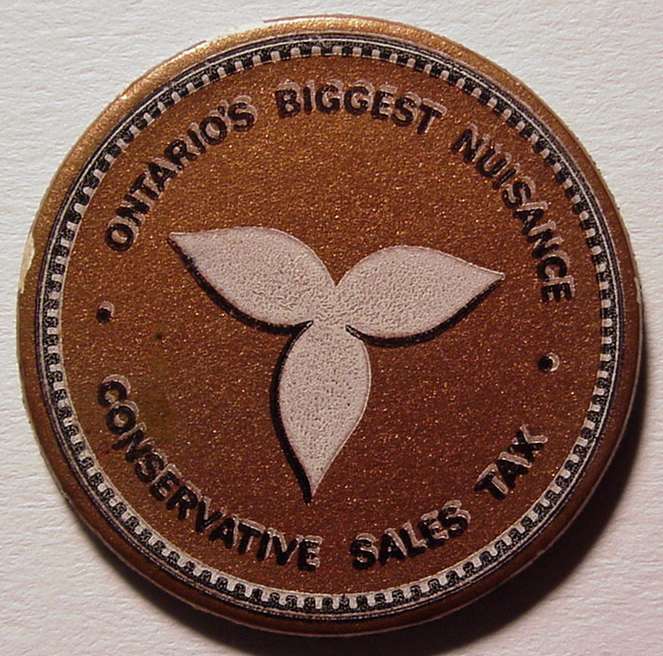 ONTARIO'S BIGGEST NUISANCE
CONSERVATIVE SALES TAX